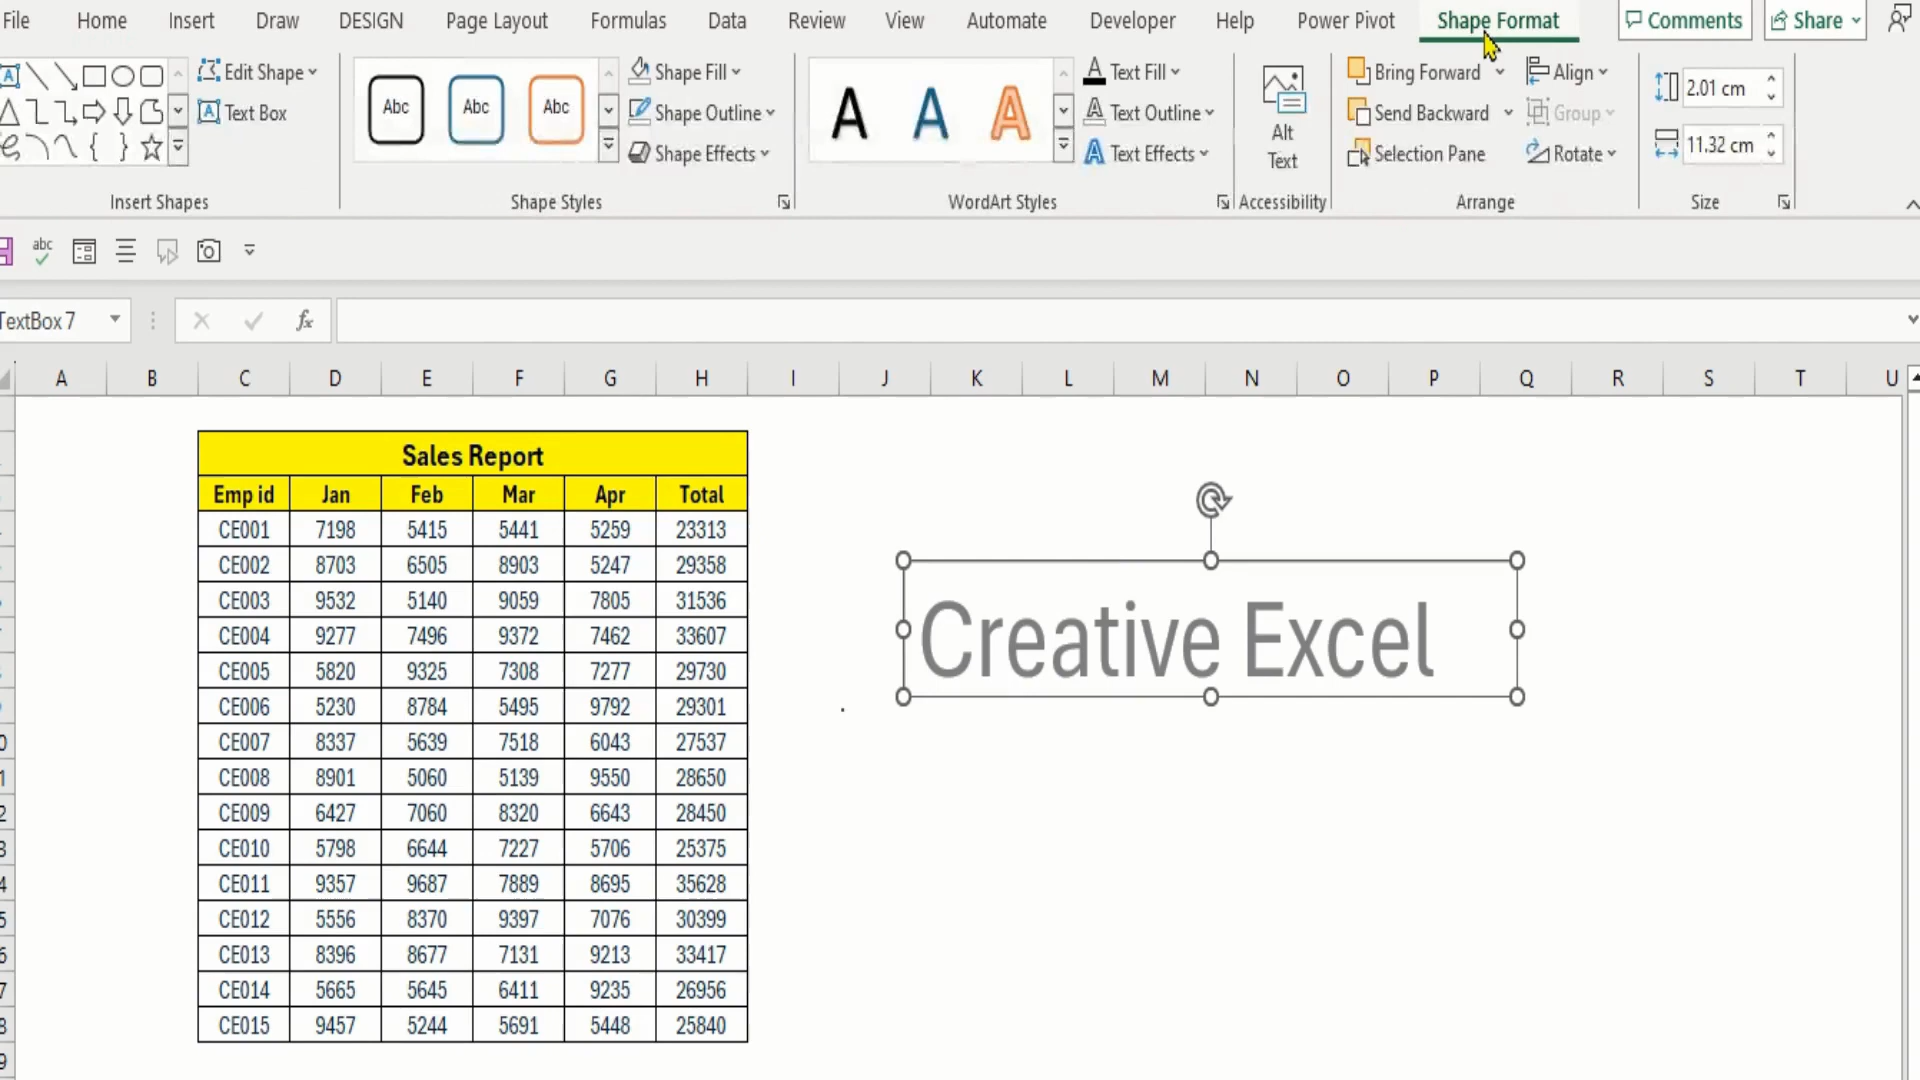 File Home Insert Draw DESIGN Page Layout Formulas Data Review View Automate Developer Help Power Pivot Shape Format Comments Share
Edit Shape
Text Box
Insert Shapes
Abc Abc Abc
Shape Fill
Shape Outline
Shape Effects
Shape Styles
A A A
Text Fill
Text Outline
Text Effects
WordArt Styles
Alt
Text
Accessibility
Bring Forward
Send Backward
Selection Pane
Align
Group
Rotate
Arrange
2.01 cm
11.32 cm
Size
abc
TextBox 7
fx
A B C D E F G H I J K L M N O P Q R S T U
Sales Report
Emp id Jan Feb Mar Apr Total
CE001 7198 5415 5441 5259 23313
CE002 8703 6505 8903 5247 29358
CE003 9532 5140 9059 7805 31536
CE004 9277 7496 9372 7462 33607
CE005 5820 9325 7308 7277 29730
CE006 5230 8784 5495 9792 29301
CE007 8337 5639 7518 6043 27537
CE008 8901 5060 5139 9550 28650
CE009 6427 7060 8320 6643 28450
CE010 5798 6644 7227 5706 25375
CE011 9357 9687 7889 8695 35628
CE012 5556 8370 9397 7076 30399
CE013 8396 8677 7131 9213 33417
CE014 5665 5645 6411 9235 26956
CE015 9457 5244 5691 5448 25840
Creative Excel